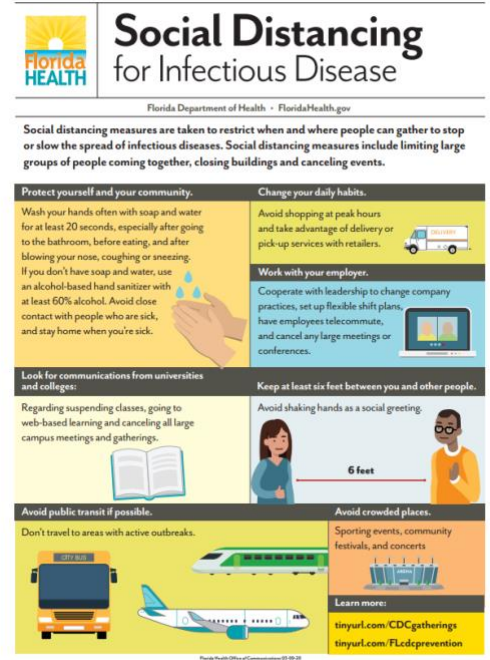 Florida
HEALTH
Social Distancing
for Infectious Disease
Florida Department of Health • FloridaHealth.gov
Social distancing measures are taken to restrict when and where people can gather to stop
or slow the spread of infectious diseases. Social distancing measures include limiting large
groups of people coming together, closing buildings and canceling events.
Protect yourself and your community.
Wash your hands often with soap and water
for at least 20 seconds, especially after going
to the bathroom, before eating, and after
blowing your nose, coughing or sneezing.
If you don't have soap and water, use
an alcohol-based hand sanitizer with
at least 60% alcohol. Avoid close
contact with people who are sick,
and stay home when you're sick.
Change your daily habits.
Avoid shopping at peak hours
and take advantage of delivery or
pick-up services with retailers.
DELIVERY
Work with your employer.
Cooperate with leadership to change company
practices, set up flexible shift plans,
have employees telecommute,
and cancel any large meetings or
conferences.
Look for communications from universities
and colleges:
Regarding suspending classes, going to
web-based learning and canceling all large
campus meetings and gatherings.
Keep at least six feet between you and other people.
Avoid shaking hands as a social greeting.
6 feet
Avoid public transit if possible.
Don't travel to areas with active outbreaks.
CITY BUS
Avoid crowded places.
Sporting events, community
festivals, and concerts
ARENA
Learn more:
tinyurl.com/CDCgatherings
tinyurl.com/FLcdcprevention
Florida Health Office of Communications